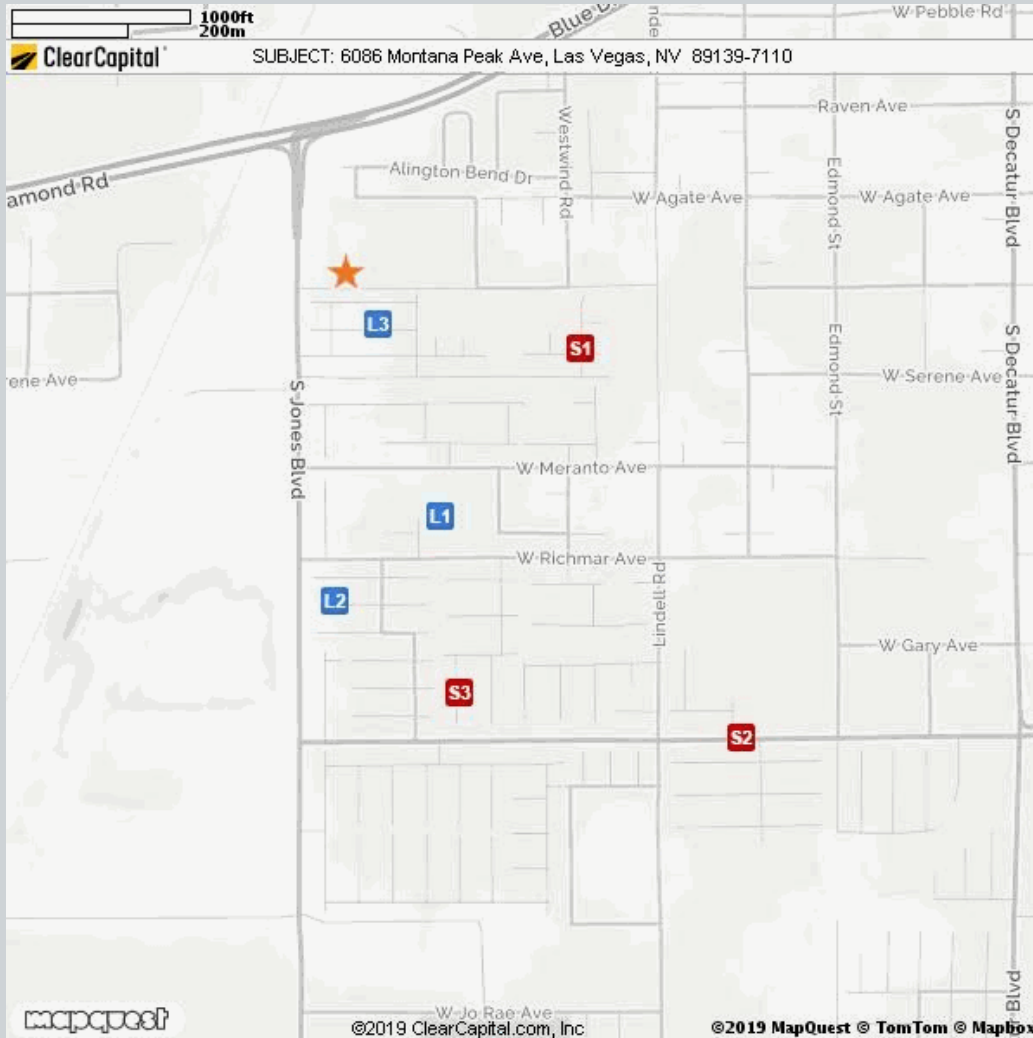 1000ft
200m
Blue D
nde
W Pebble Rd
ClearCapital
SUBJECT: 6086 Montana Peak Ave, Las Vegas, NV 89139-7110
Raven Ave
Westwind Rd
S Decatur Blvd
Alington Bend Dr
amond Rd
W Agate Ave
Edmond St
W Agate Ave
L3
S1
Edmond St
S Decatur Blvd
rene Ave
W Serene Ave
S Jones Blvd
W Meranto Ave
L1
W Richmar Ave
L2
Lindell Rd
W Gary Ave
S3
S2
r Blvd
W Jo Rae Ave
mapquest
©2019 ClearCapital.com, Inc
©2019 MapQuest © TomTom © Mapbox